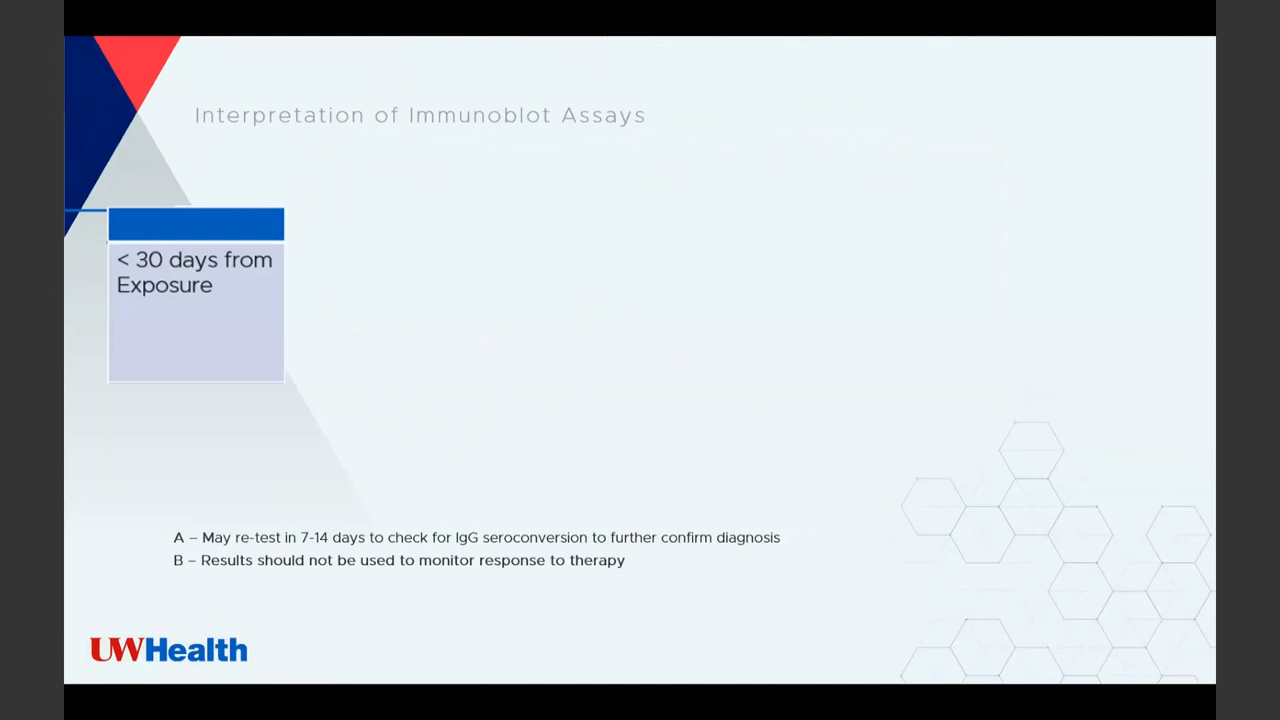 Interpretation of Immunoblot Assays
< 30 days from
Exposure
A – May re-test in 7-14 days to check for IgG seroconversion to further confirm diagnosis
B – Results should not be used to monitor response to therapy
UWHealth